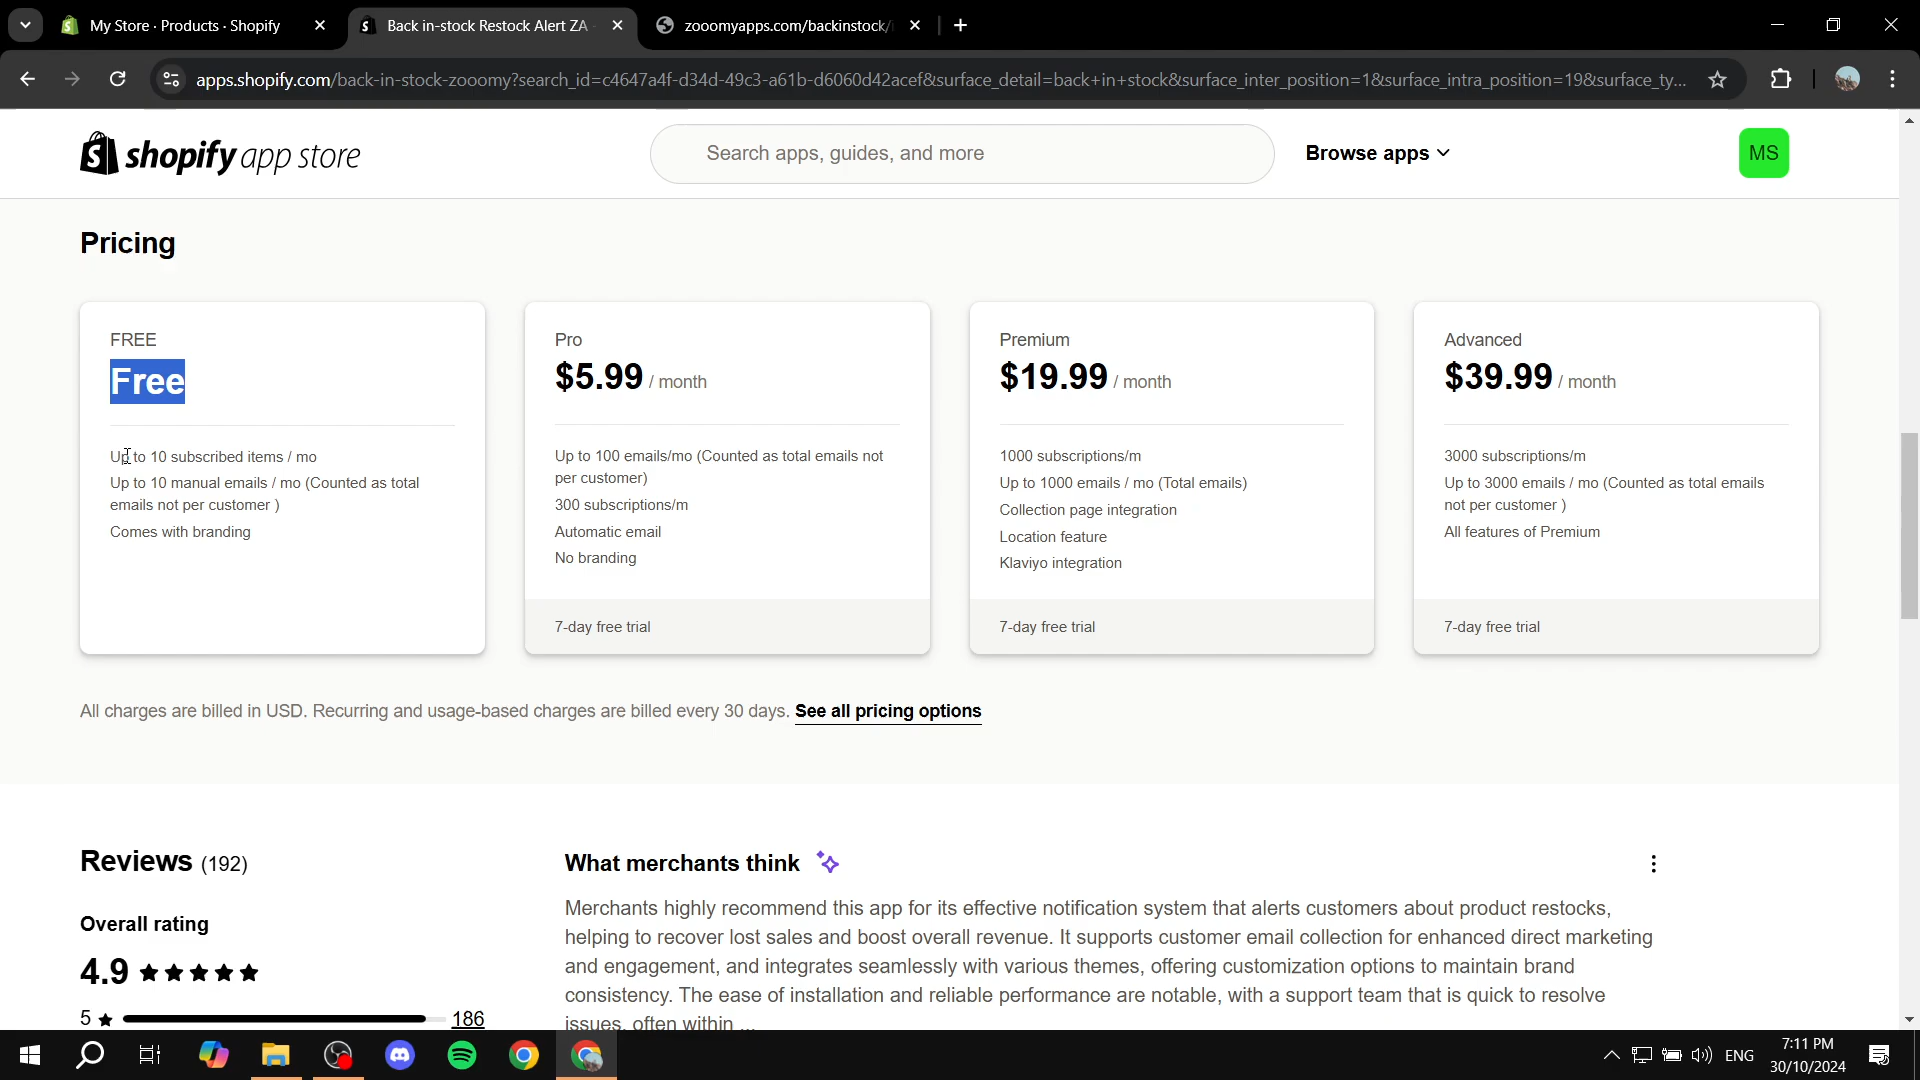 My Store · Products · Shopify
Back in-stock Restock Alert ZA
zooomyapps.com/backinstock/
apps.shopify.com/back-in-stock-zooomy?search_id=c4647a4f-d34d-49c3-a61b-d6060d42acef&surface_detail=back+in+stock&surface_inter_position=1&surface_intra_position=19&surface_ty...
shopify app store
Search apps, guides, and more
Browse apps
MS
Pricing
FREE
Free
Up to 10 subscribed items / mo
Up to 10 manual emails / mo (Counted as total
emails not per customer )
Comes with branding
Pro
$5.99 / month
Up to 100 emails/mo (Counted as total emails not
per customer)
300 subscriptions/m
Automatic email
No branding
7-day free trial
Premium
$19.99 / month
1000 subscriptions/m
Up to 1000 emails / mo (Total emails)
Collection page integration
Location feature
Klaviyo integration
7-day free trial
Advanced
$39.99 / month
3000 subscriptions/m
Up to 3000 emails / mo (Counted as total emails
not per customer )
All features of Premium
7-day free trial
All charges are billed in USD. Recurring and usage-based charges are billed every 30 days. See all pricing options
Reviews (192)
Overall rating
4.9
5
186
What merchants think
Merchants highly recommend this app for its effective notification system that alerts customers about product restocks,
helping to recover lost sales and boost overall revenue. It supports customer email collection for enhanced direct marketing
and engagement, and integrates seamlessly with various themes, offering customization options to maintain brand
consistency. The ease of installation and reliable performance are notable, with a support team that is quick to resolve
issues, often within ...
ENG
7:11 PM
30/10/2024